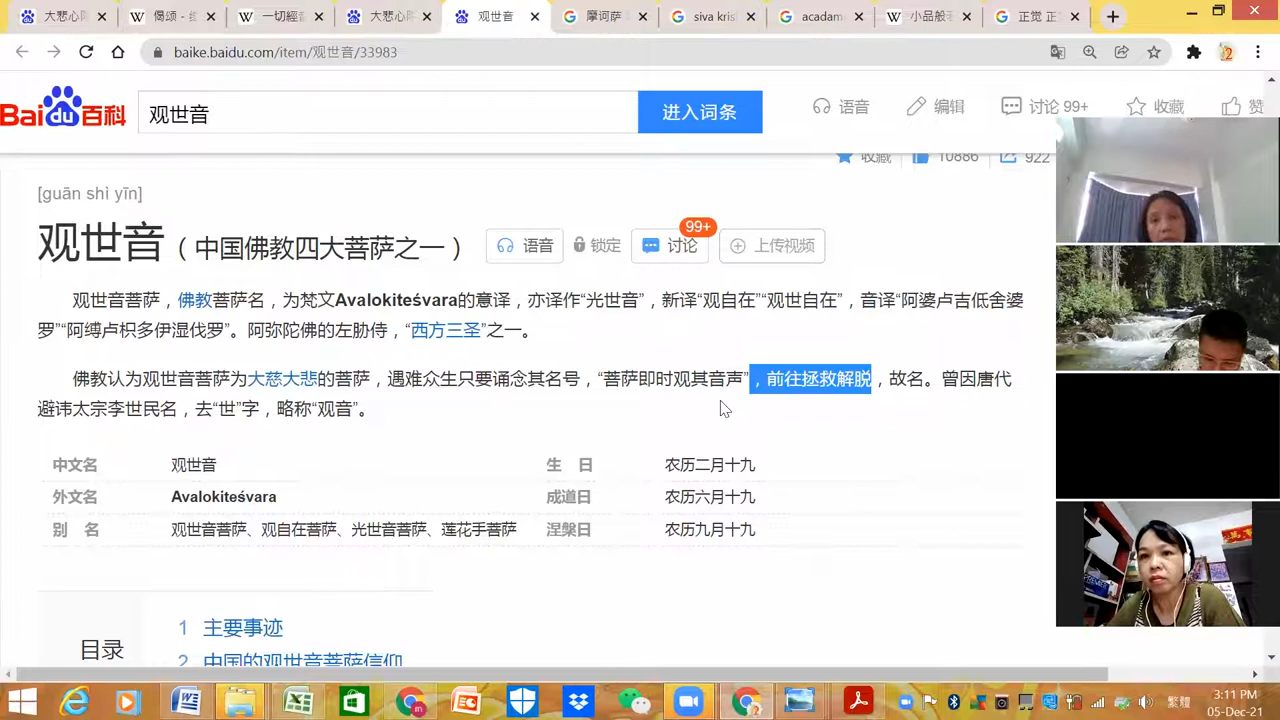 大悲心陀
偈颂 - 
一切經
大悲心陀
观世音
摩诃萨
siva kris
acadam
小品般
正觉 正
baike.baidu.com/item/观世音/33983
Bai du 百科
观世音
进入词条
语音
编辑
讨论 99+
收藏
赞
收藏
10886
922
[guān shì yīn]
观世音（中国佛教四大菩萨之一）
语音
锁定
讨论
99+
上传视频
观世音菩萨，佛教菩萨名，为梵文Avalokiteśvara的意译，亦译作“光世音”，新译“观自在”“观世自在”，音译“阿婆卢吉低舍婆
罗”“阿缚卢枳多伊湿伐罗”。阿弥陀佛的左胁侍，“西方三圣”之一。
佛教认为观世音菩萨为大慈大悲的菩萨，遇难众生只要诵念其名号，“菩萨即时观其音声”，前往拯救解脱，故名。曾因唐代
避讳太宗李世民名，去“世”字，略称“观音”。
中文名 观世音 生 日 农历二月十九
外文名 Avalokiteśvara 成道日 农历六月十九
别 名 观世音菩萨、观自在菩萨、光世音菩萨、莲花手菩萨 涅槃日 农历九月十九
目录
1 主要事迹
2 中国的观世音菩萨信仰
繁體
3:11 PM
05-Dec-21